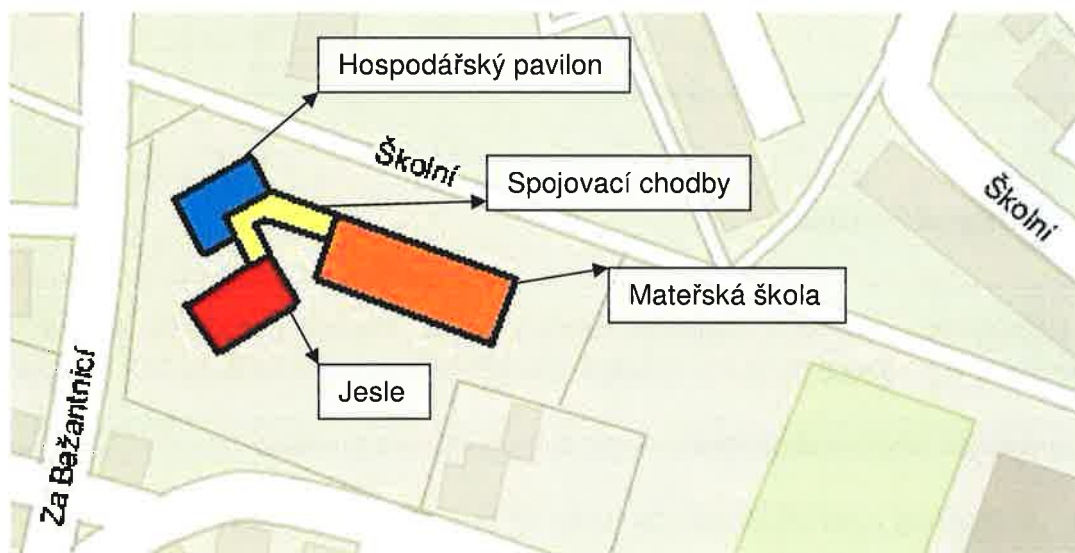 Hospodářský pavilon
Školní
Spojovací chodby
Školní
Mateřská škola
Jesle
Za Bažantnicí